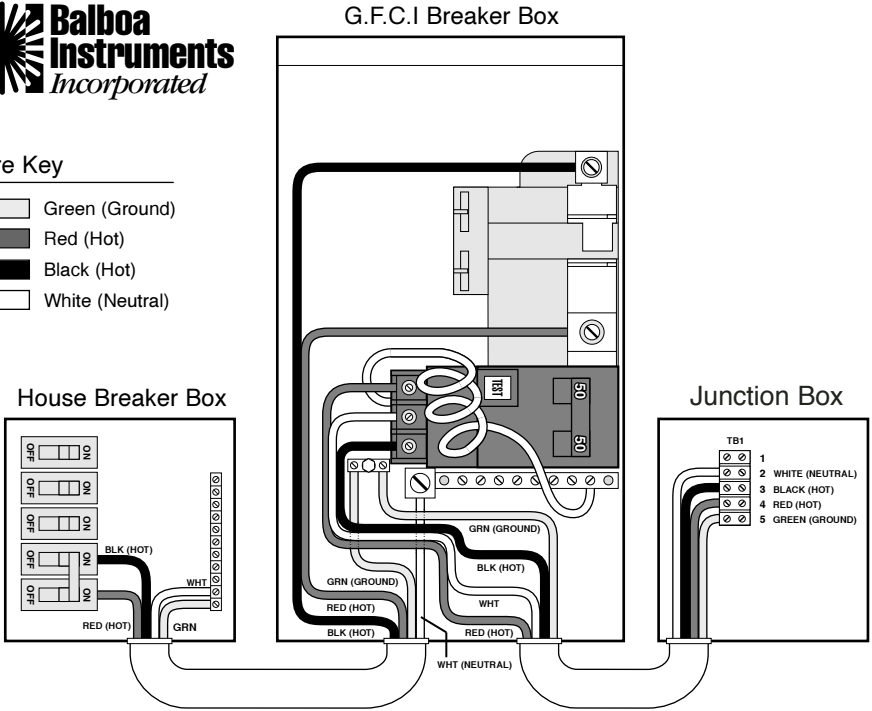 G.F.C.I Breaker Box
Balboa
Instruments
Incorporated
re Key
Green (Ground)
Red (Hot)
Black (Hot)
White (Neutral)
TEST
50
50
House Breaker Box
OFF ON
OFF ON
OFF ON
OFF ON
OFF ON
BLK (HOT)
WHT
RED (HOT)
GRN
GRN (GROUND)
BLK (HOT)
GRN (GROUND)
RED (HOT)
WHT
BLK (HOT)
RED (HOT)
WHT (NEUTRAL)
Junction Box
TB1
1
2 WHITE (NEUTRAL)
3 BLACK (HOT)
4 RED (HOT)
5 GREEN (GROUND)